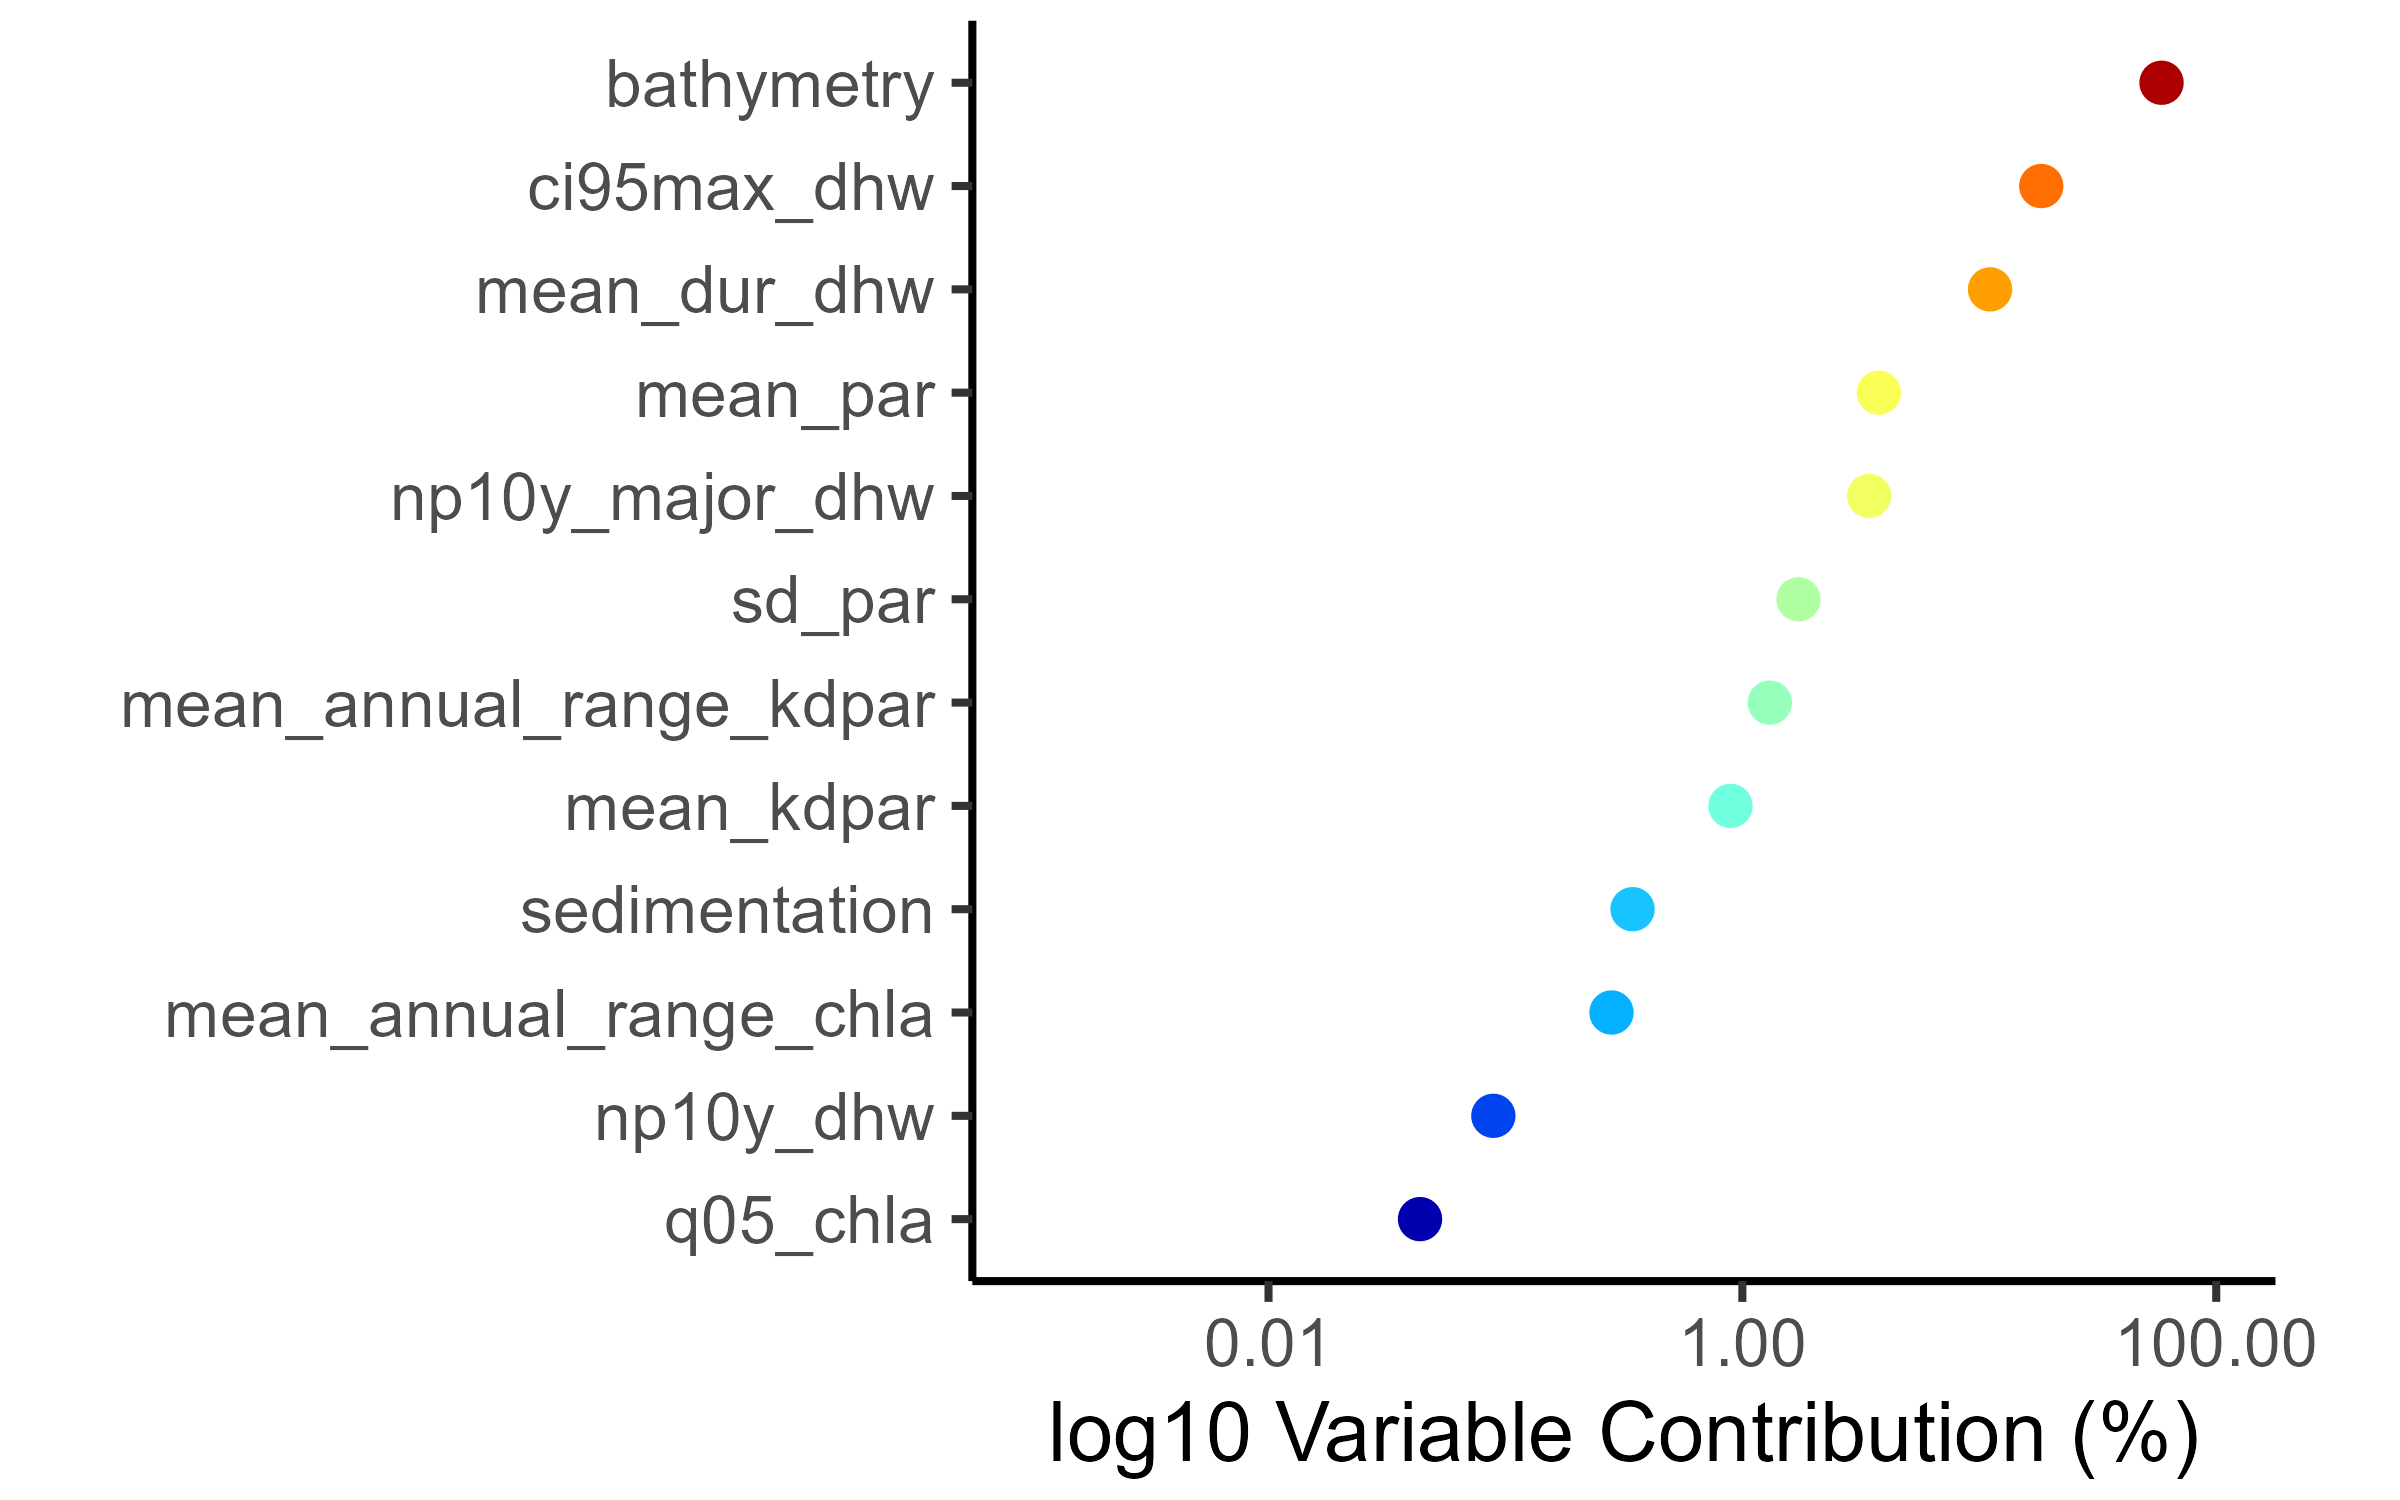 bathymetry
ci95max_dhw
mean_dur_dhw
mean_par
np10y_major_dhw
sd_par
mean_annual_range_kdpar
mean_kdpar
sedimentation
mean_annual_range_chla
np10y_dhw
q05_chla
0.01 1.00 100.00
log10 Variable Contribution (%)